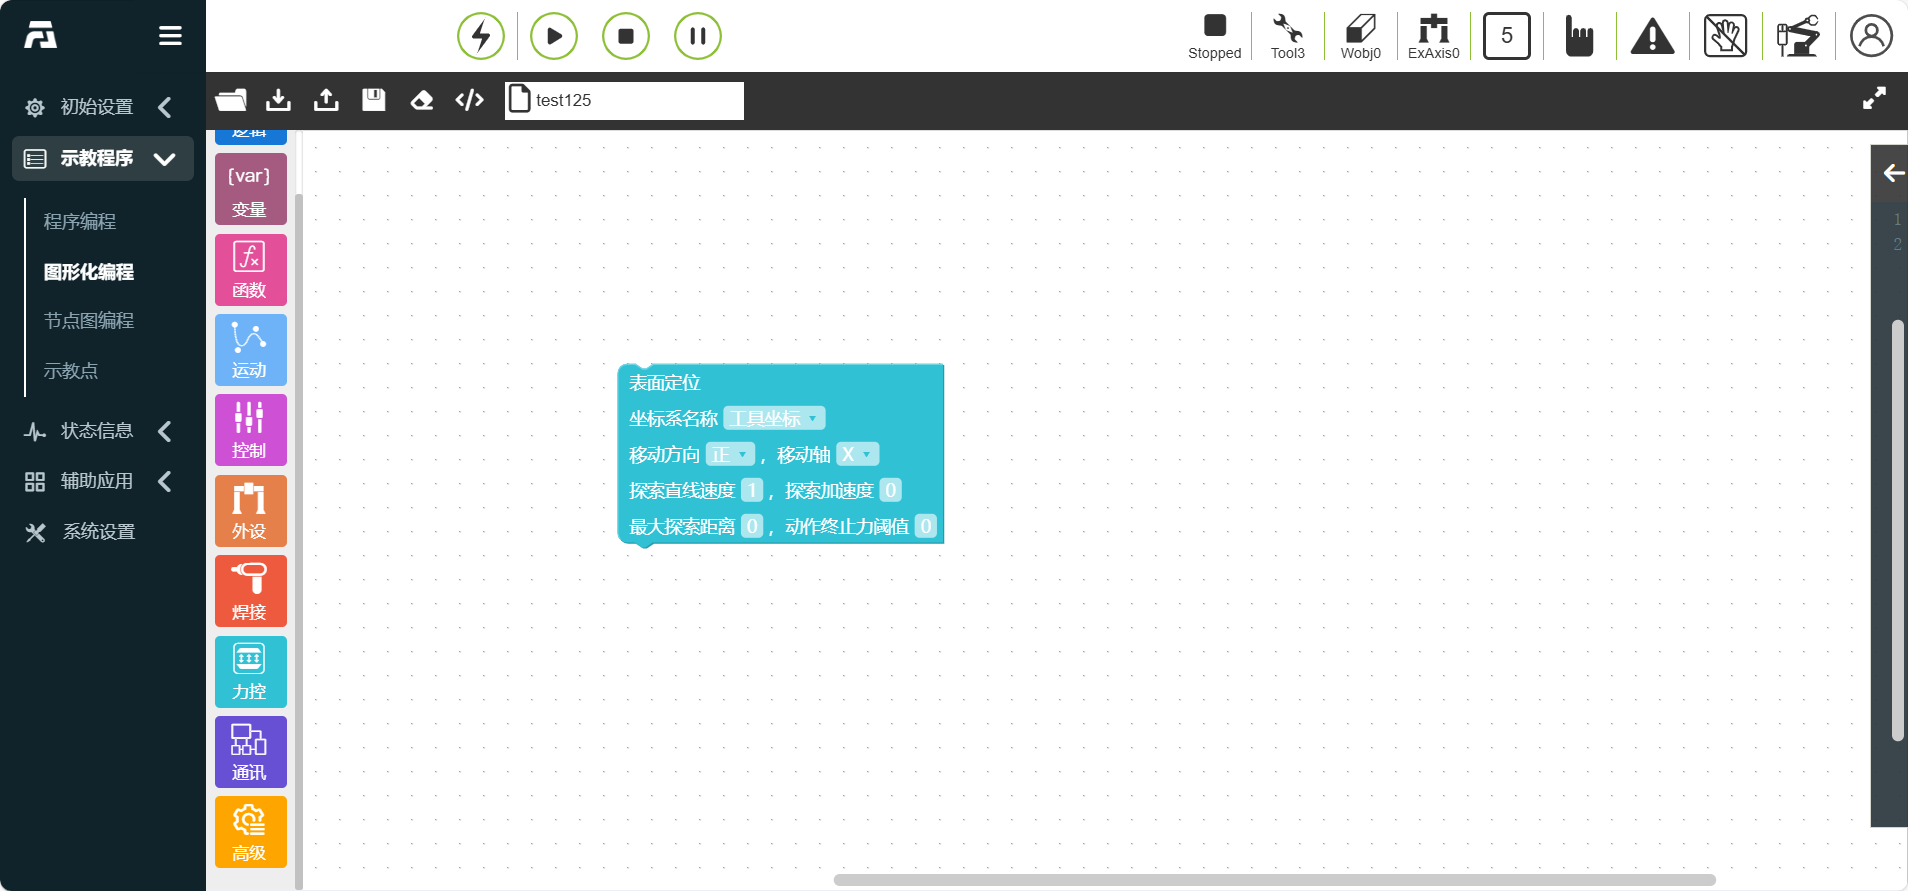 Stopped
Tool3
Wobj0
ExAxis0
5
test125
初始设置
示教程序
程序编程
图形化编程
节点图编程
示教点
状态信息
辅助应用
系统设置
逻辑
{var}
变量
函数
运动
控制
外设
焊接
力控
通讯
高级
表面定位
坐标系名称 工具坐标
移动方向 正 ，移动轴 X
探索直线速度 1 ，探索加速度 0
最大探索距离 0 ，动作终止力阈值 0
1
2